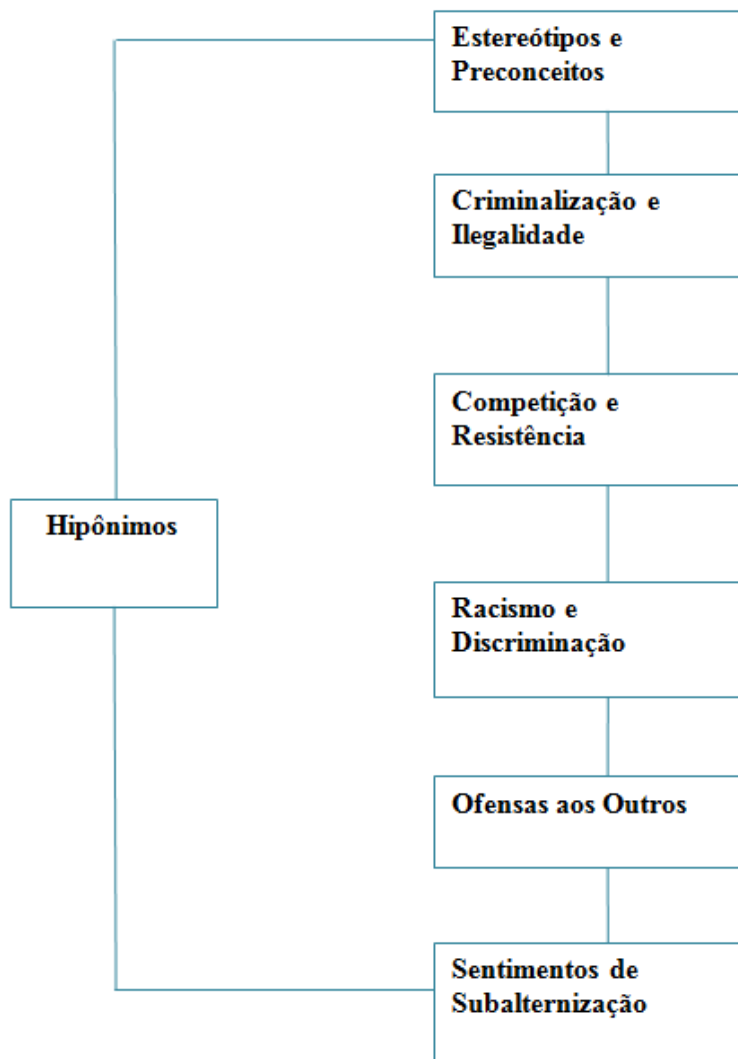 Estereótipos e
Preconceitos
Criminalização e
Ilegalidade
Competição e
Resistência
Hipônimos
Racismo e
Discriminação
Ofensas aos Outros
Sentimentos de
Subalternização